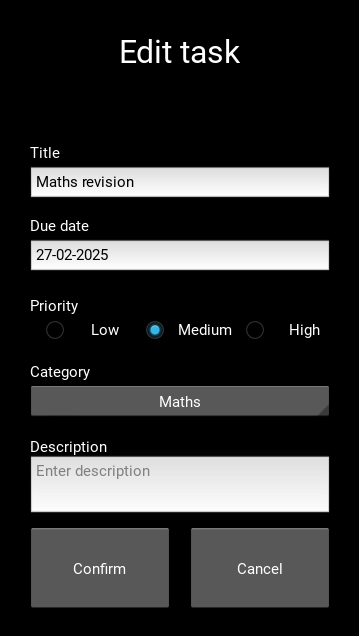 Edit task
Title
Maths revision
Due date
27-02-2025
Priority
Low Medium High
Category
Maths
Description
Enter description
Confirm Cancel